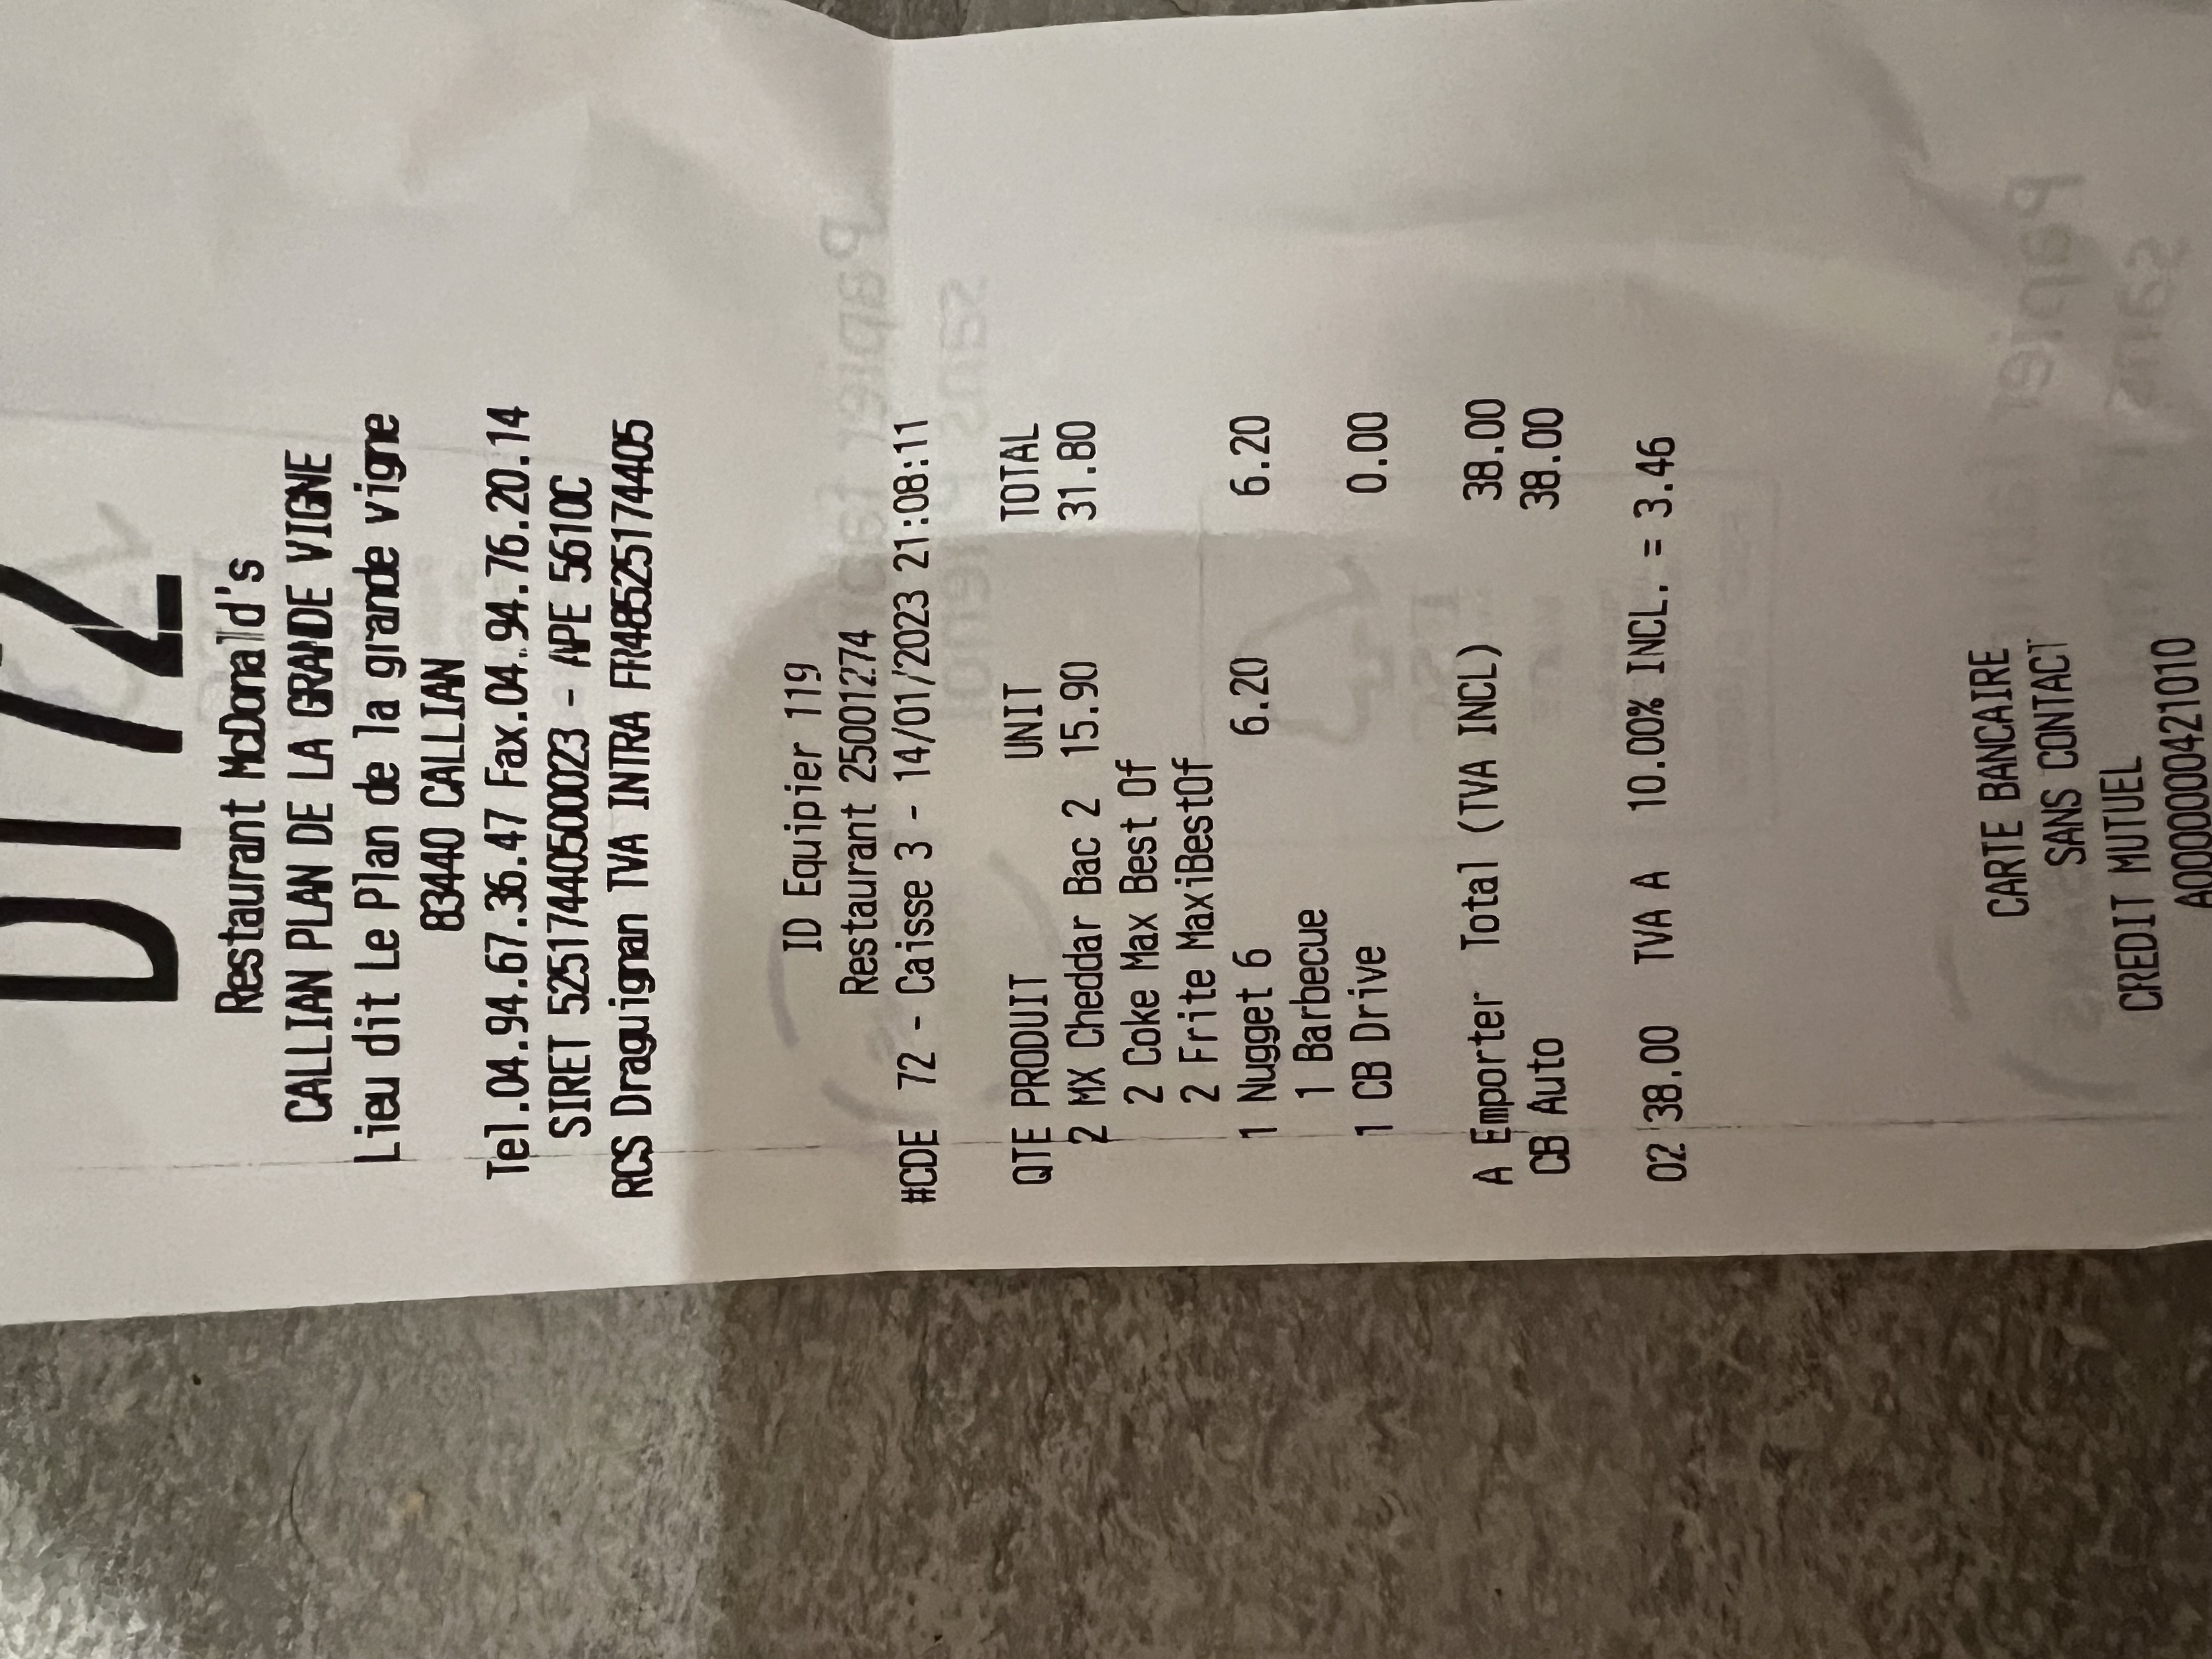 DT72
Restaurant McDonald's
CALLIAN PLAN DE LA GRANDE VIGNE
Lieu dit Le Plan de la grande vigne
83440 CALLIAN
Tel.04.94.67.36.47 Fax.04.94.76.20.14
SIRET 52517440500023 - APE 5610C
RCS Draguignan TVA INTRA FR48525174405
ID Equipier 119
Restaurant 25001274
#CDE 72 - Caisse 3 - 14/01/2023 21:08:11
QTE PRODUIT UNIT TOTAL
2 MX Cheddar Bac 2 15.90 31.80
2 Coke Max Best Of
2 Frite MaxiBestOf
1 Nugget 6 6.20 6.20
1 Barbecue
1 CB Drive 0.00
A Emporter Total (TVA INCL) 38.00
CB Auto 38.00
02 38.00 TVA A 10.00% INCL. = 3.46
CARTE BANCAIRE
SANS CONTACT
CREDIT MUTUEL
A0000000421010